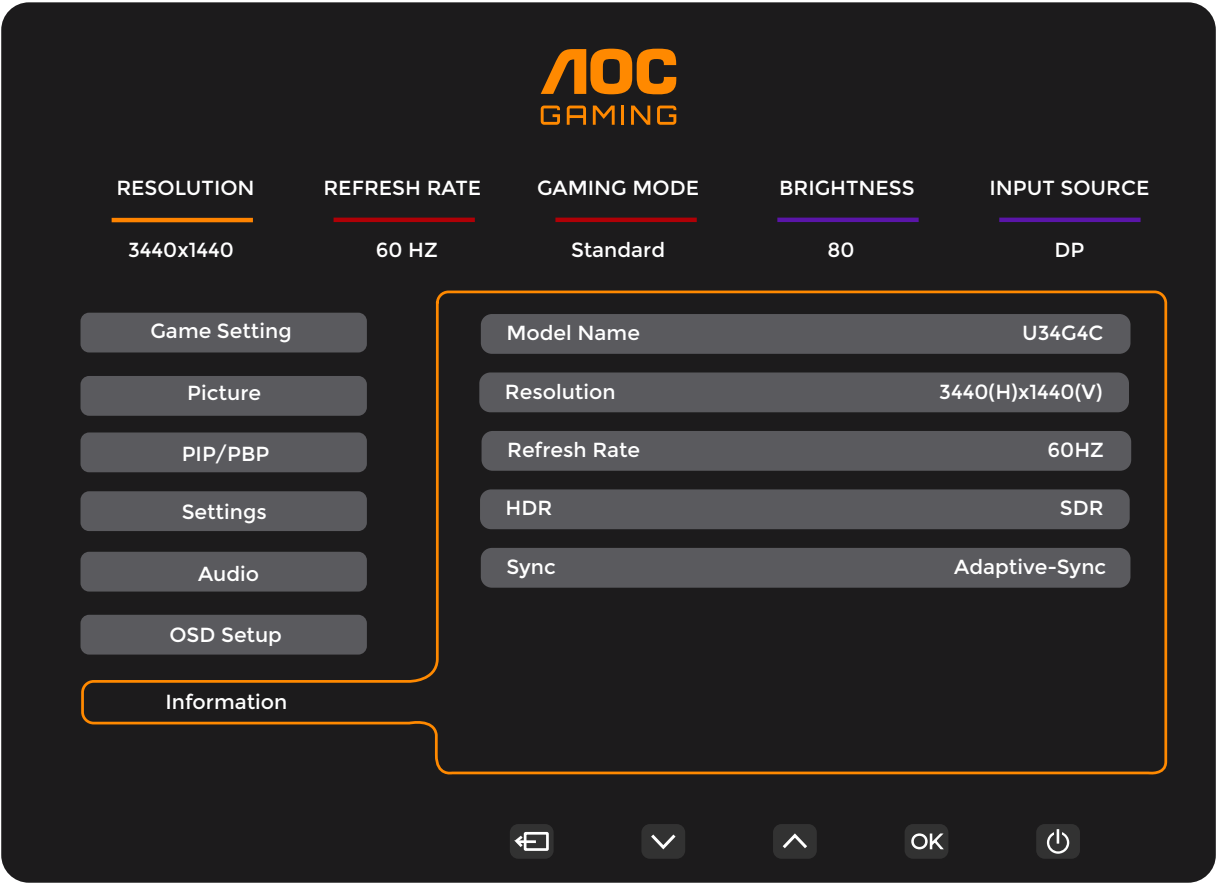 AOC
GAMING
RESOLUTION REFRESH RATE GAMING MODE BRIGHTNESS INPUT SOURCE
3440x1440 60 HZ Standard 80 DP
Game Setting
Picture
PIP/PBP
Settings
Audio
OSD Setup
Information
Model Name U34G4C
Resolution 3440(H)x1440(V)
Refresh Rate 60HZ
HDR SDR
Sync Adaptive-Sync
OK